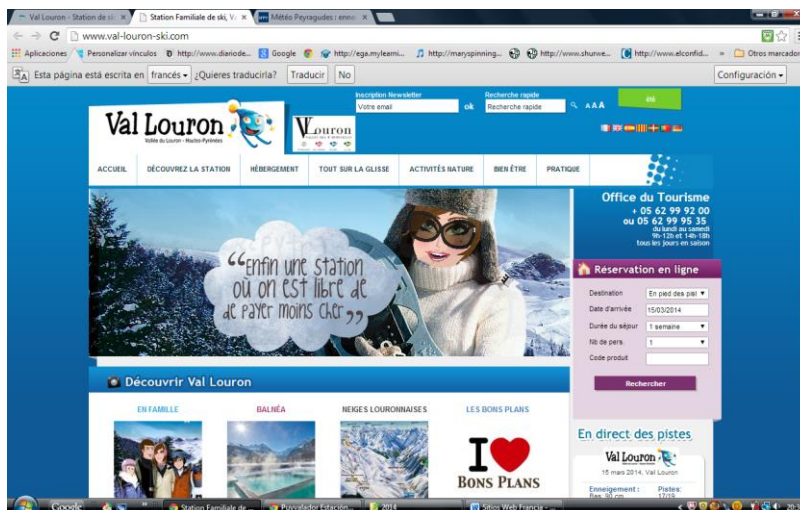 Val Louron - Station de
Station Familiale de ski, V
Météo Peyragudes : enne
www.val-louron-ski.com
Aplicaciones
Personalizar vínculos
http://www.diariode...
Google
http://ega.mylearni...
http://maryspinning...
http://www.shurwe...
http://www.elconfid...
»
Otros marcador
Esta página está escrita en francés ¿Quieres traducirla? Traducir No
Configuración
Inscription Newsletter
Votre email
ok
Recherche rapide
Recherche rapide
A A A
été
Val Louron
Vallée du Louron - Hautes-Pyrénées
Louron
ACCUEIL
DÉCOUVREZ LA STATION
HÉBERGEMENT
TOUT SUR LA GLISSE
ACTIVITÉS NATURE
BIEN ÊTRE
PRATIQUE
“Enfin une station
où on est libre de
de payer moins cher”
Office du Tourisme
+ 05 62 99 92 00
ou 05 62 99 95 35
du lundi au samedi
9h-12h et 14h-18h
tous les jours en saison
Réservation en ligne
Destination
En pied des pist
Date d'arrivée
15/03/2014
Durée du séjour
1 semaine
Nb de pers.
1
Code produit
Rechercher
Découvrir Val Louron
EN FAMILLE
BALNÉA
NEIGES LOURONNAISES
LES BONS PLANS
I
BONS PLANS
En direct des pistes
Val Louron
15 mars 2014, Val Louron
Enneigement :
Bas: 90 cm
Pistes:
17/19
Google
Station Familiale de ...
Puyvalador Estación...
2014
Sitios Web Francia - ...